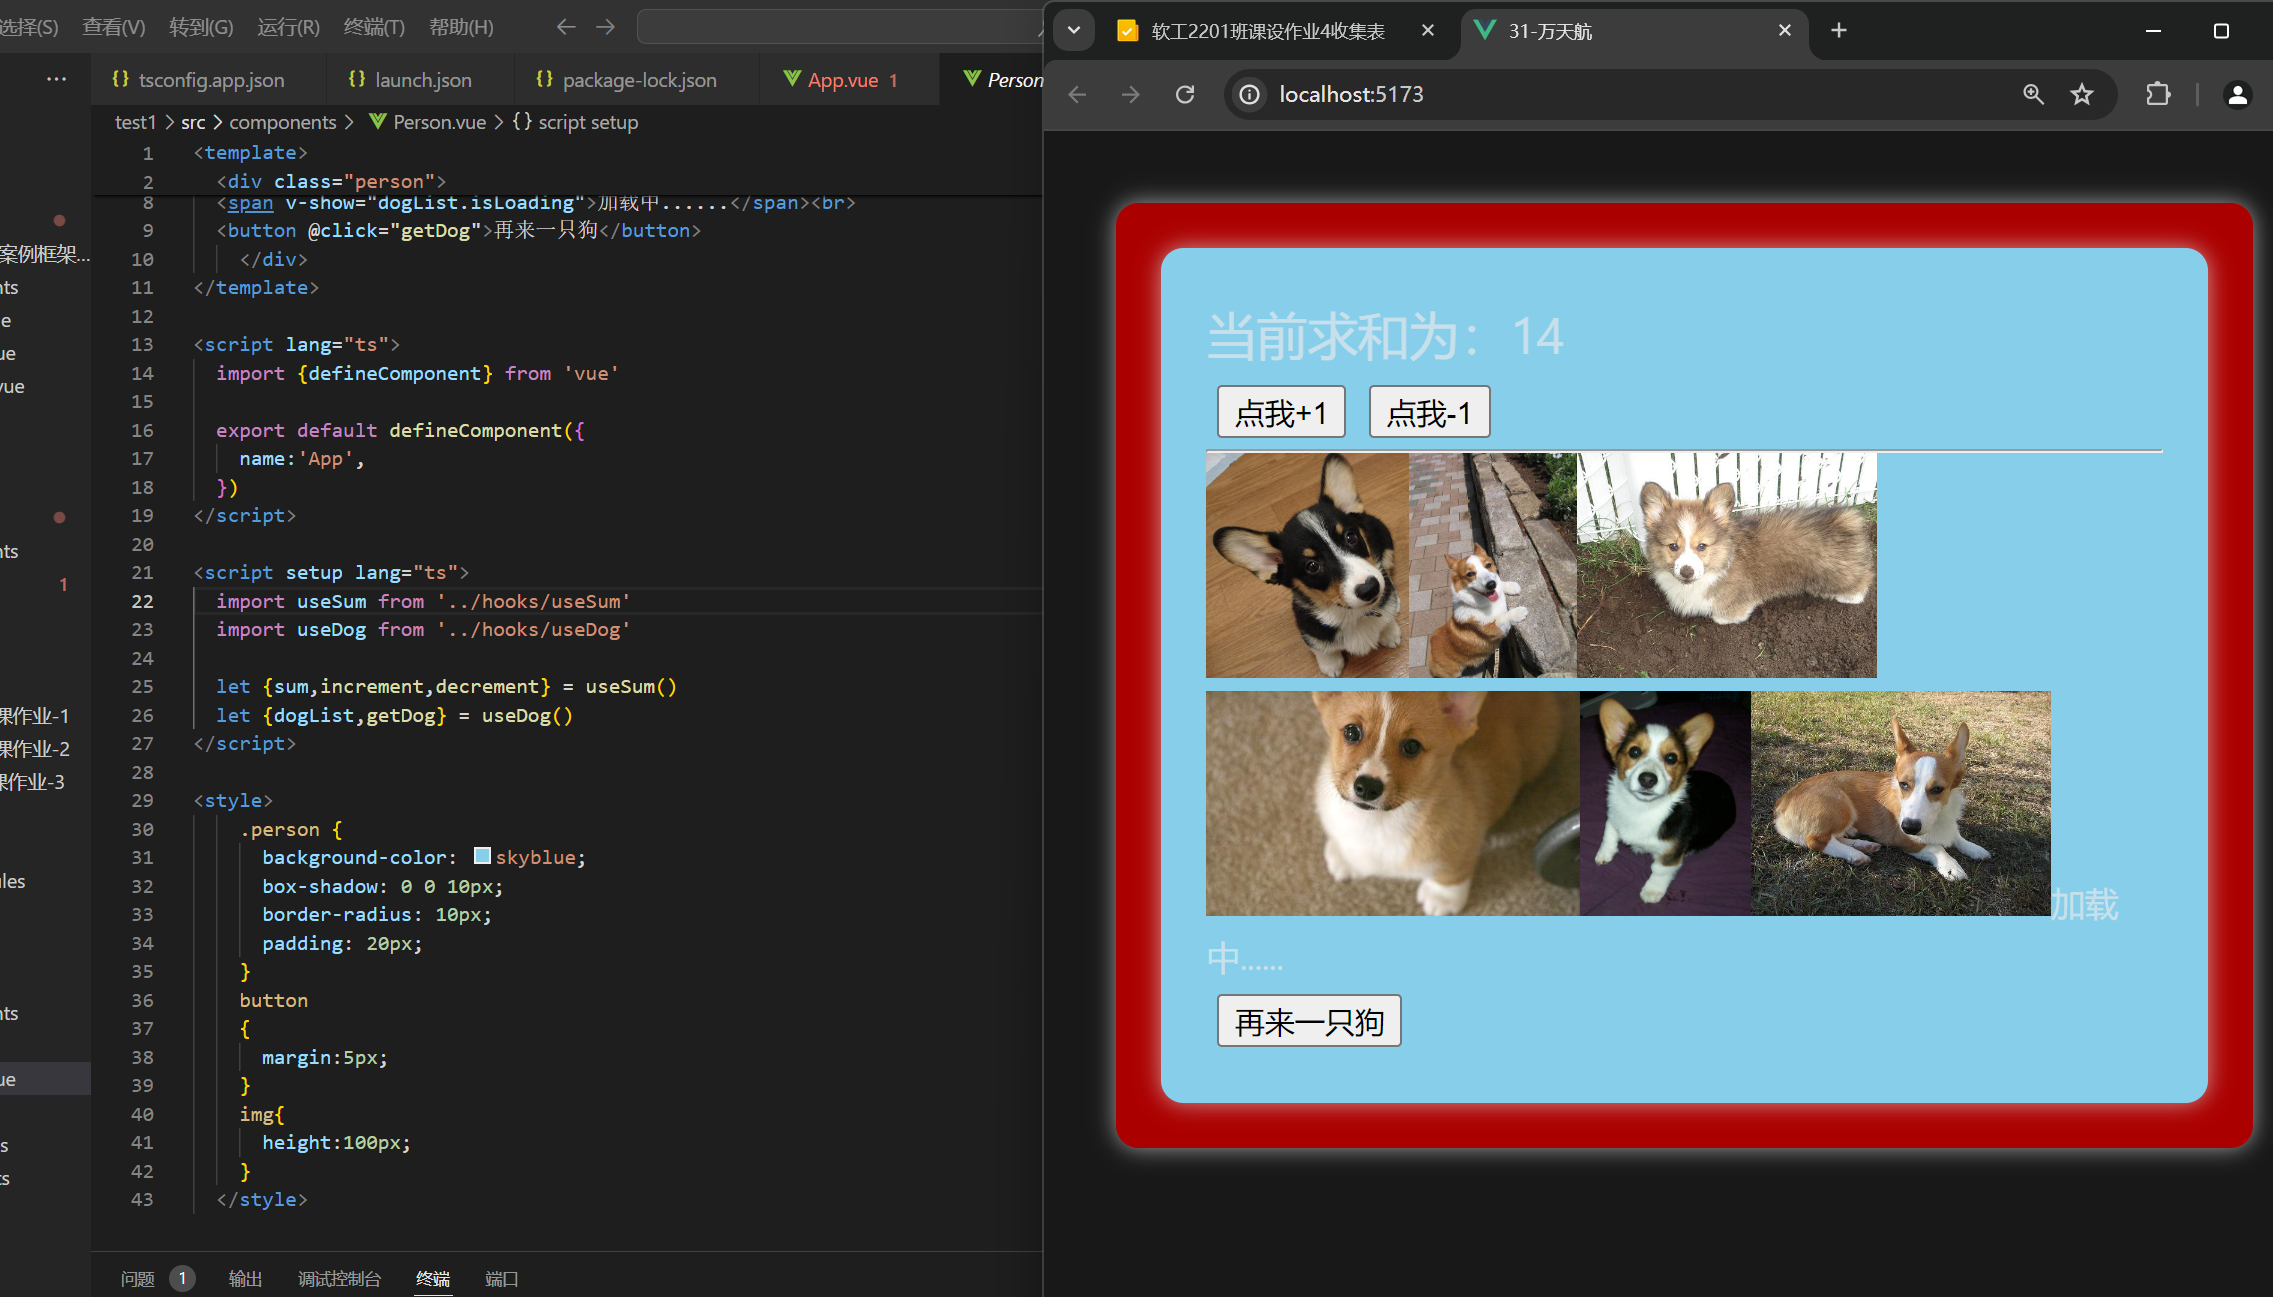 选择(S) 查看(V) 转到(G) 运行(R) 终端(T) 帮助(H)
tsconfig.app.json launch.json package-lock.json App.vue 1 Person
test1 > src > components > Person.vue > {} script setup
1 <template>
2 <div class="person">
8 <span v-show="dogList.isLoading">加载中......</span><br>
9 <button @click="getDog">再来一只狗</button>
10 </div>
11 </template>
12
13 <script lang="ts">
14 import {defineComponent} from 'vue'
15
16 export default defineComponent({
17 name:'App',
18 })
19 </script>
20
21 <script setup lang="ts">
22 import useSum from '../hooks/useSum'
23 import useDog from '../hooks/useDog'
24
25 let {sum,increment,decrement} = useSum()
26 let {dogList,getDog} = useDog()
27 </script>
28
29 <style>
30 .person {
31 background-color: skyblue;
32 box-shadow: 0 0 10px;
33 border-radius: 10px;
34 padding: 20px;
35 }
36 button
37 {
38 margin:5px;
39 }
40 img{
41 height:100px;
42 }
43 </style>
案例框架...
nts
e
ue
vue
nts
1
课作业-1
课作业-2
课作业-3
ules
nts
ue
s
ts
问题 1 输出 调试控制台 终端 端口
软工2201班课设作业4收集表 31-万天航
localhost:5173
当前求和为：14
点我+1 点我-1
加载
中......
再来一只狗